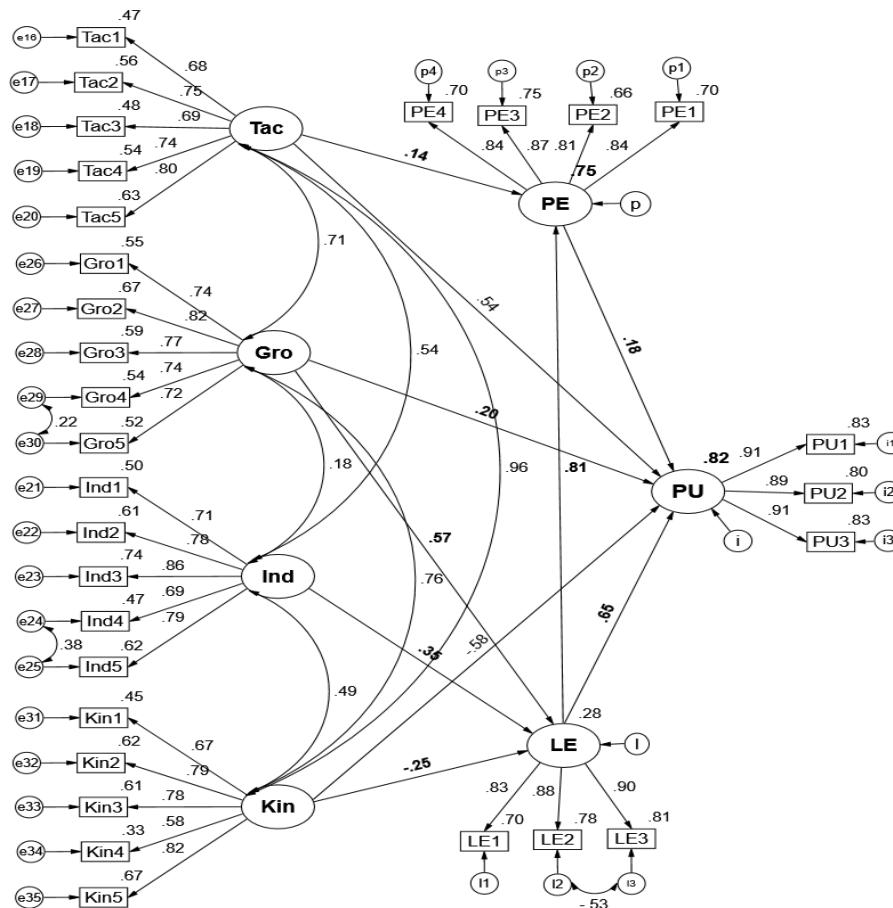 .47
e16 Tac1
.68
.56
e17 Tac2
.75
.48
e18 Tac3
.69
.54
e19 Tac4
.74
.63
e20 Tac5
.80
Tac
.55
e26 Gro1
.74
.67
e27 Gro2
.82
.59
e28 Gro3
.77
.54
e29 Gro4
.74
.22
.52
e30 Gro5
.72
Gro
.50
e21 Ind1
.71
.61
e22 Ind2
.78
.74
e23 Ind3
.86
.47
e24 Ind4
.69
.38
.62
e25 Ind5
.79
Ind
.45
e31 Kin1
.67
.62
e32 Kin2
.79
.61
e33 Kin3
.78
.33
e34 Kin4
.58
.67
e35 Kin5
.82
Kin
.71
.54
.18
.96
.76
.49
.14
.54
.20
.57
.35
-.58
-.25
.81
.18
.65
p4 p3 p2 p1
.70 .75 .66 .70
PE4 PE3 PE2 PE1
.84 .87 .81 .84
.75
PE p
.82
PU i
.91 .83
PU1 i1
.89 .80
PU2 i2
.91 .83
PU3 i3
.28
LE l
.83 .88 .90
.70 .78 .81
LE1 LE2 LE3
l1 l2 l3
-.53